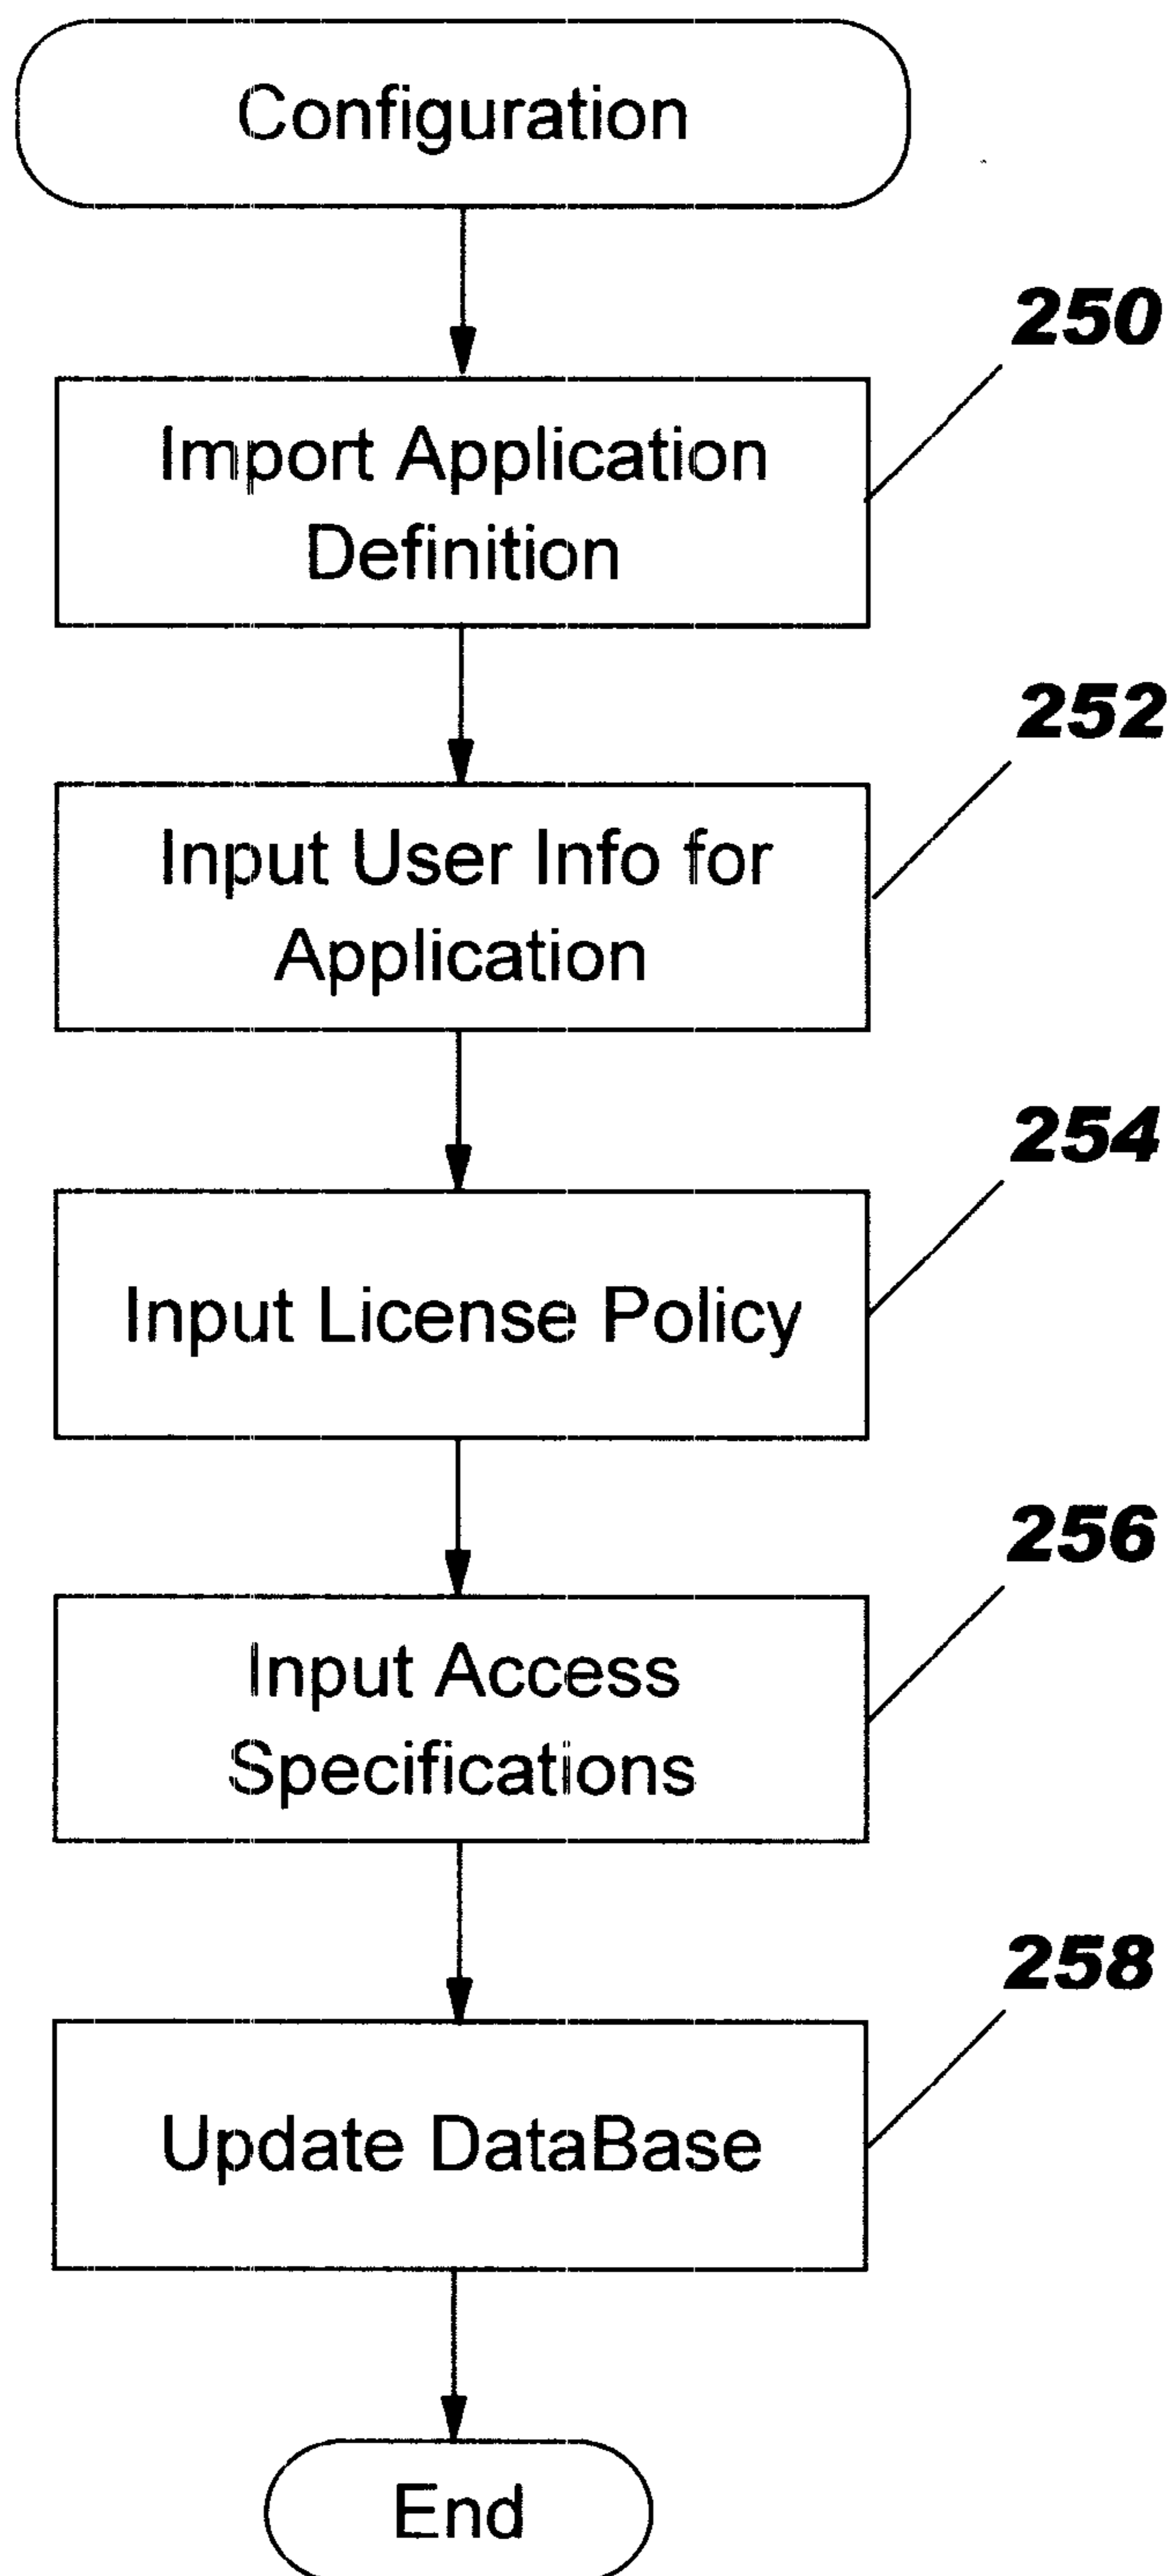 Configuration
250
Import Application
Definition
252
Input User Info for
Application
254
Input License Policy
256
Input Access
Specifications
258
Update DataBase
End